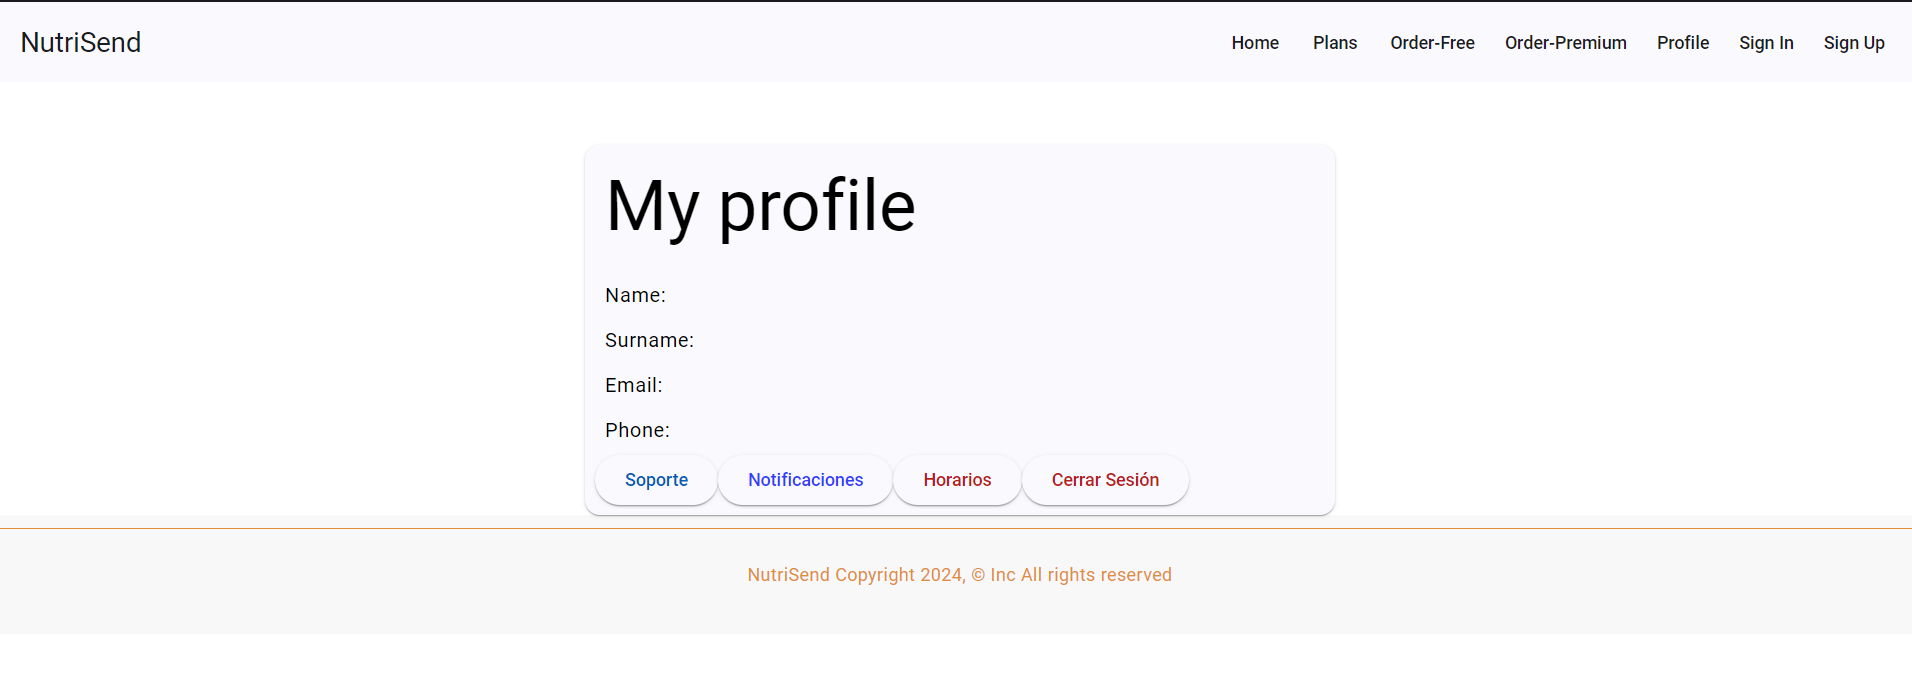 NutriSend Home Plans Order-Free Order-Premium Profile Sign In Sign Up
My profile
Name:
Surname:
Email:
Phone:
Soporte Notificaciones Horarios Cerrar Sesión
NutriSend Copyright 2024, © Inc All rights reserved